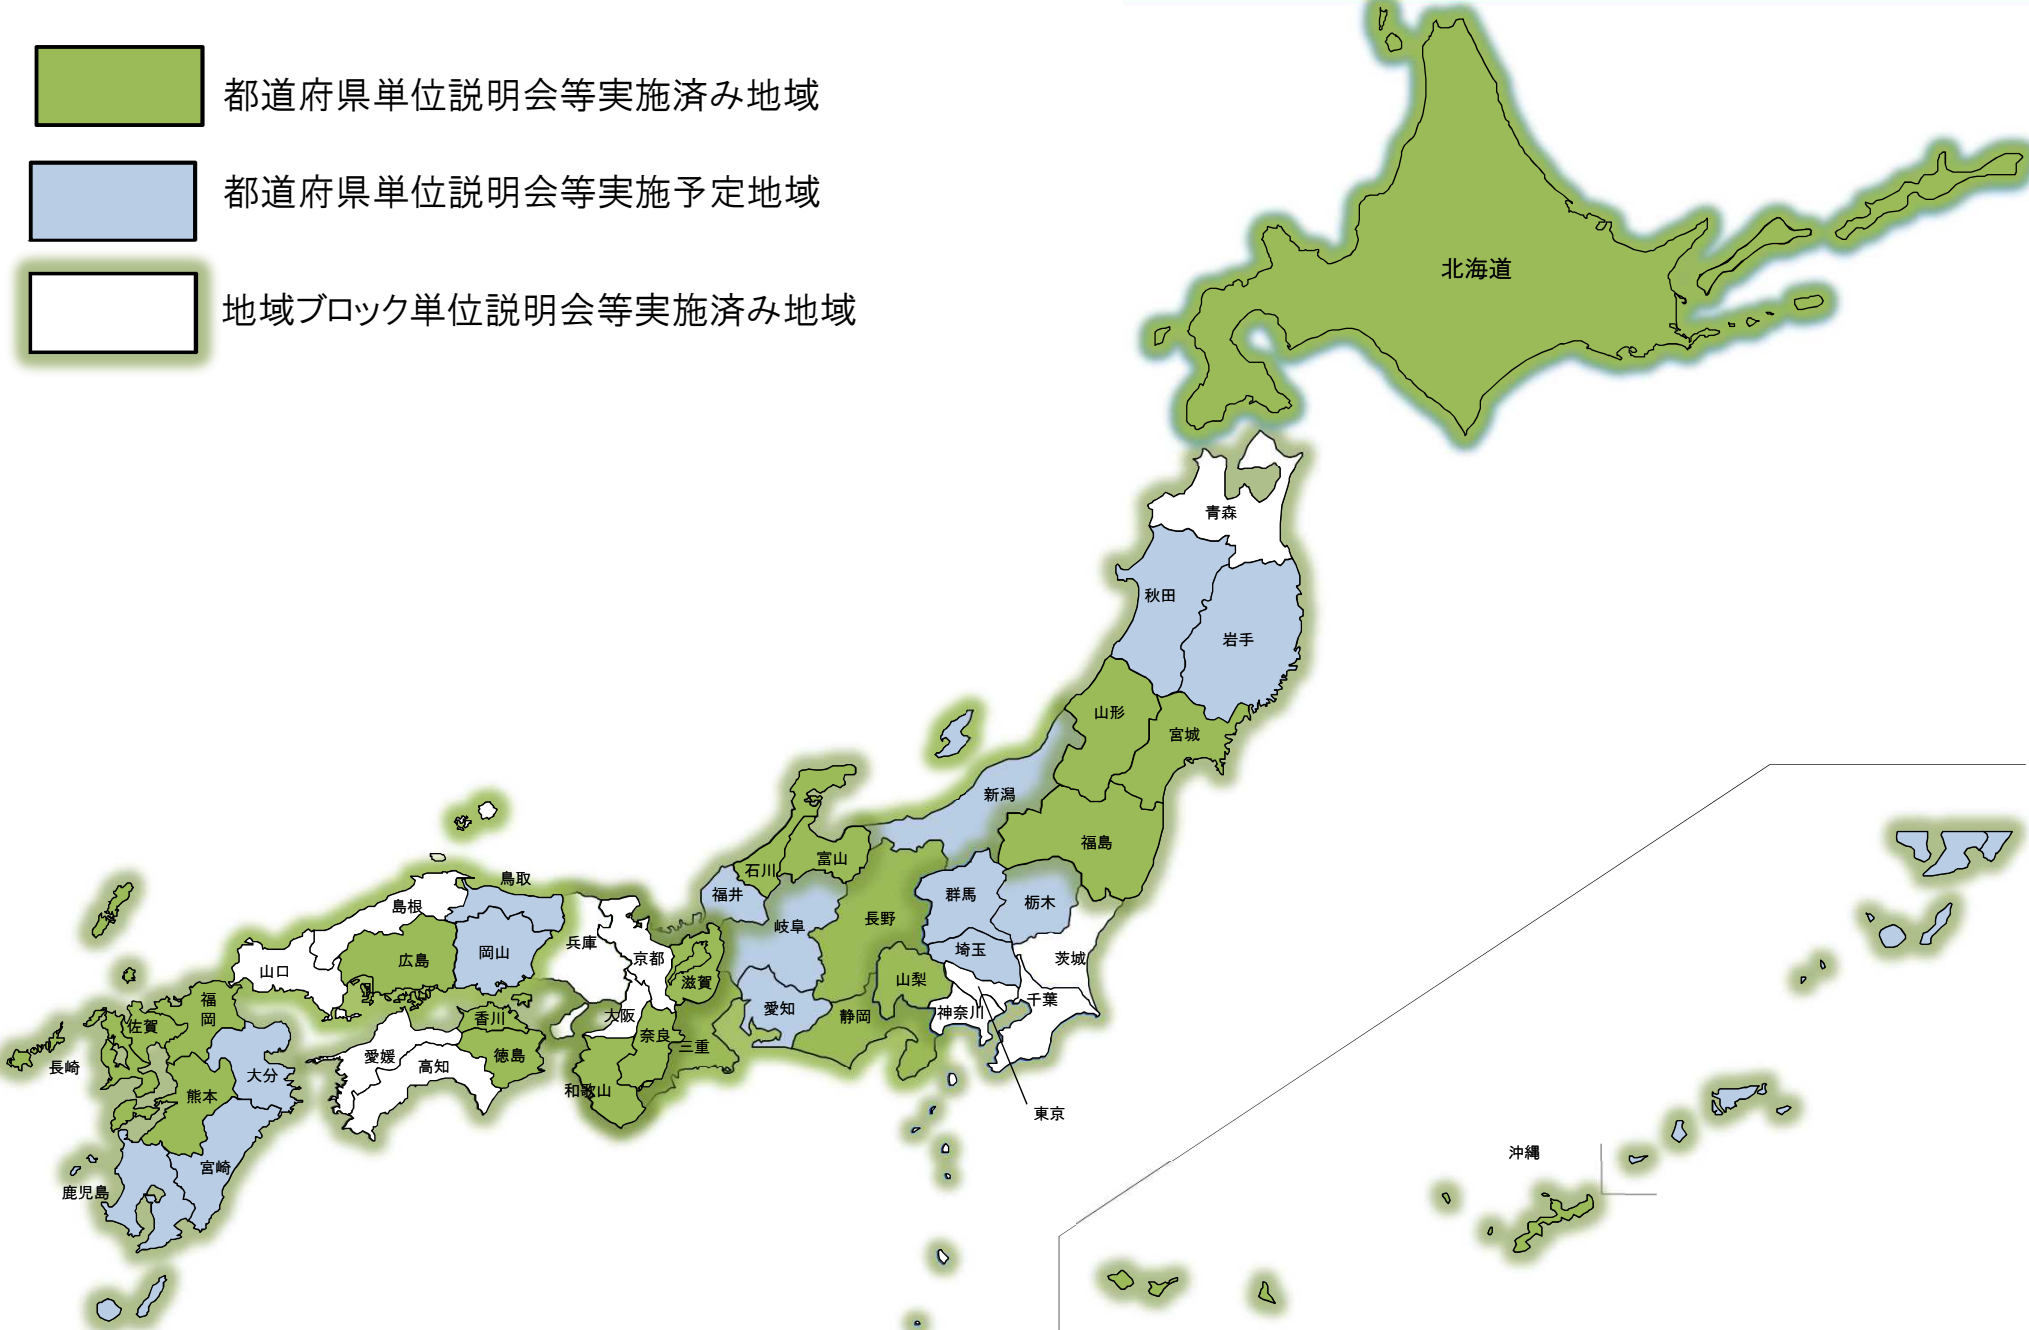 都道府県単位説明会等実施済み地域
都道府県単位説明会等実施予定地域
地域ブロック単位説明会等実施済み地域
北海道
青森
秋田
岩手
山形
宮城
新潟
福島
富山
石川
福井
群馬
栃木
長野
岐阜
埼玉
茨城
山梨
千葉
神奈川
愛知
静岡
東京
鳥取
島根
兵庫
京都
岡山
広島
山口
滋賀
大阪
奈良
三重
和歌山
香川
徳島
愛媛
高知
福岡
佐賀
長崎
大分
熊本
宮崎
鹿児島
沖縄